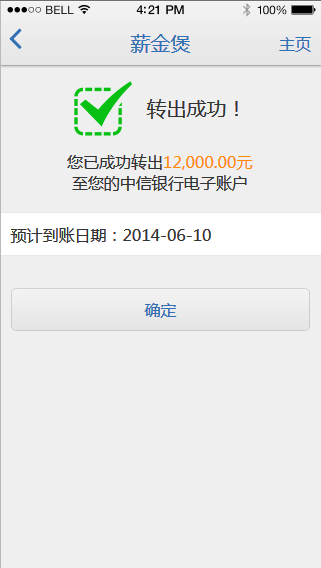 BELL 4:21 PM 100%
薪金煲 主页
转出成功！
您已成功转出12,000.00元
至您的中信银行电子账户
预计到账日期：2014-06-10
确定